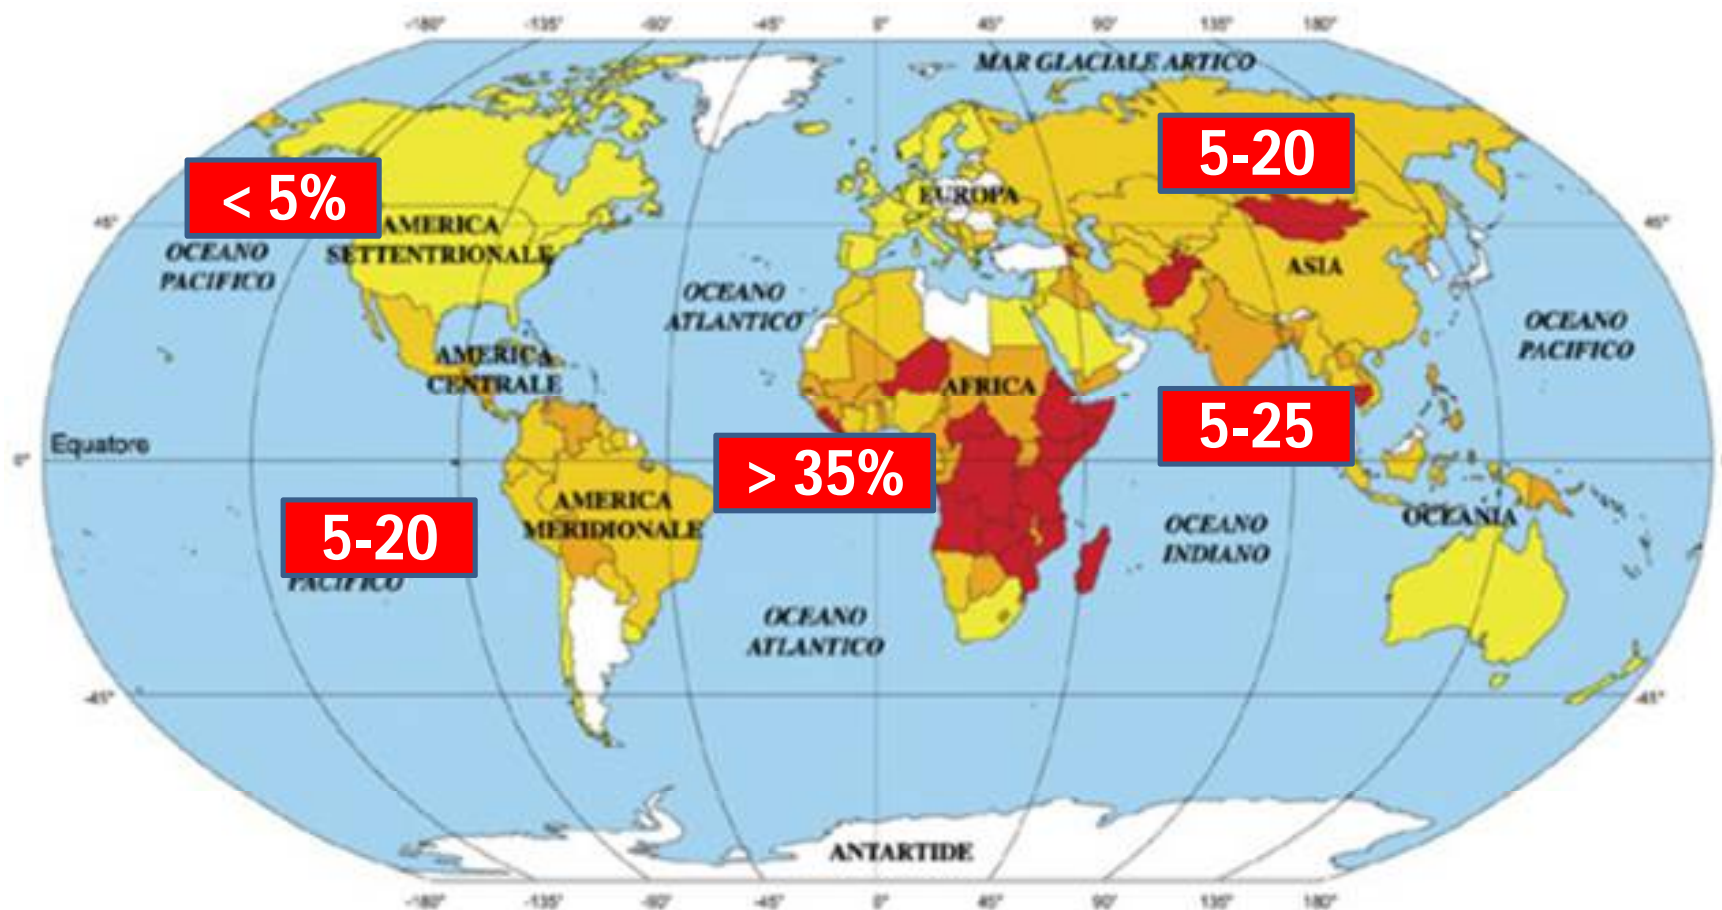 -180° -135° -90° -45° 0° 45° 90° 135° 180°
MAR GLACIALE ARTICO
5-20
< 5%
EUROPA
45°
AMERICA
SETTENTRIONALE
45°
OCEANO
PACIFICO
ASIA
OCEANO
ATLANTICO
OCEANO
PACIFICO
AMERICA
CENTRALE
AFRICA
5-25
Equatore
0°
> 35%
AMERICA
MERIDIONALE
5-20
PACIFICO
OCEANO
INDIANO
OCEANIA
OCEANO
ATLANTICO
-45°
-45°
ANTARTIDE
-180° -135° -90° -45° 0° 45° 90° 135° 180°